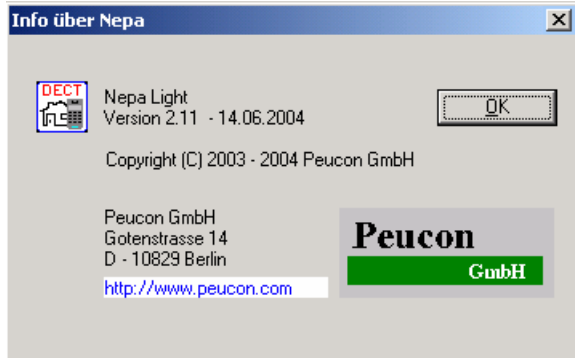 Info über Nepa
DECT
Nepa Light
Version 2.11 - 14.06.2004
OK
Copyright (C) 2003 - 2004 Peucon GmbH
Peucon GmbH
Gotenstrasse 14
D - 10829 Berlin
http://www.peucon.com
Peucon
GmbH